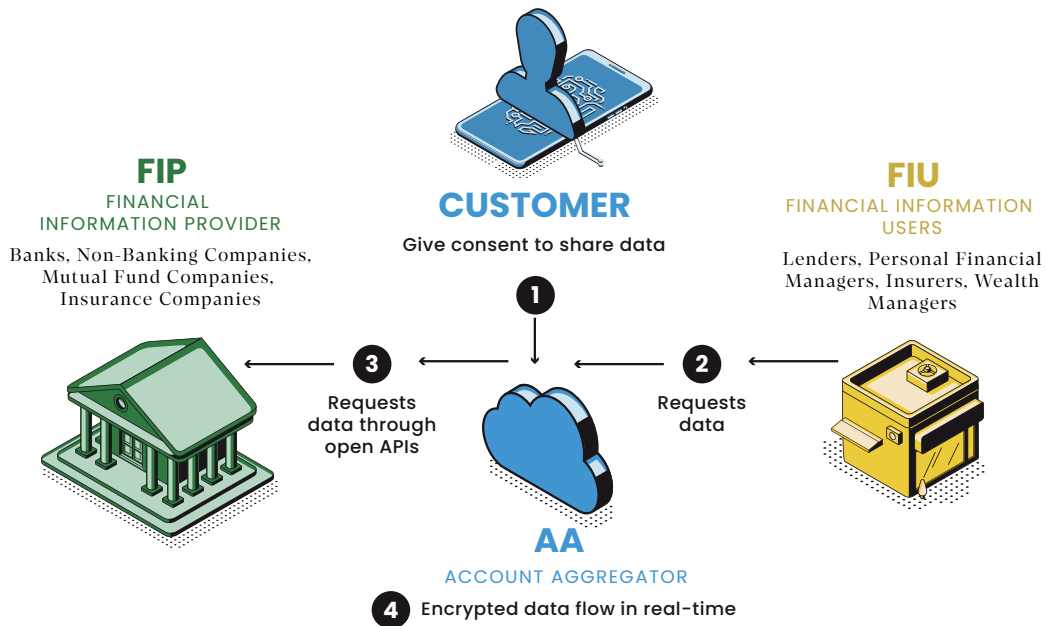 CUSTOMER
Give consent to share data
1
FIP
FINANCIAL
INFORMATION PROVIDER
Banks, Non-Banking Companies,
Mutual Fund Companies,
Insurance Companies
FIU
FINANCIAL INFORMATION
USERS
Lenders, Personal Financial
Managers, Insurers, Wealth
Managers
3
Requests
data through
open APIs
2
Requests
data
AA
ACCOUNT AGGREGATOR
4 Encrypted data flow in real-time